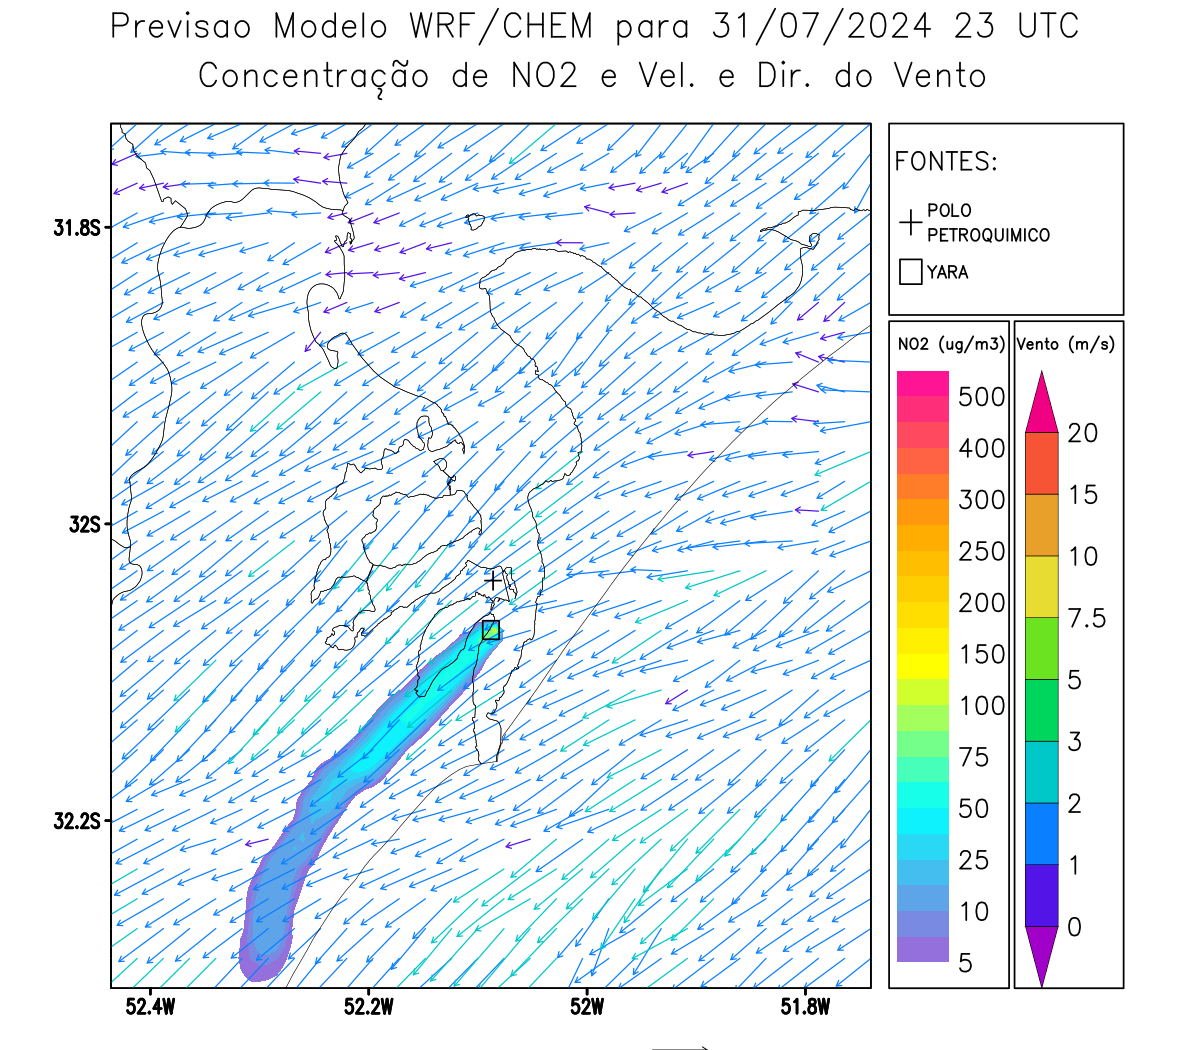 Previsao Modelo WRF/CHEM para 31/07/2024 23 UTC
Concentração de NO2 e Vel. e Dir. do Vento
FONTES:
POLO
PETROQUIMICO
YARA
NO2 (ug/m3)
500
400
300
250
200
150
100
75
50
25
10
5
Vento (m/s)
20
15
10
7.5
5
3
2
1
0
31.8S
32S
32.2S
52.4W
52.2W
52W
51.8W